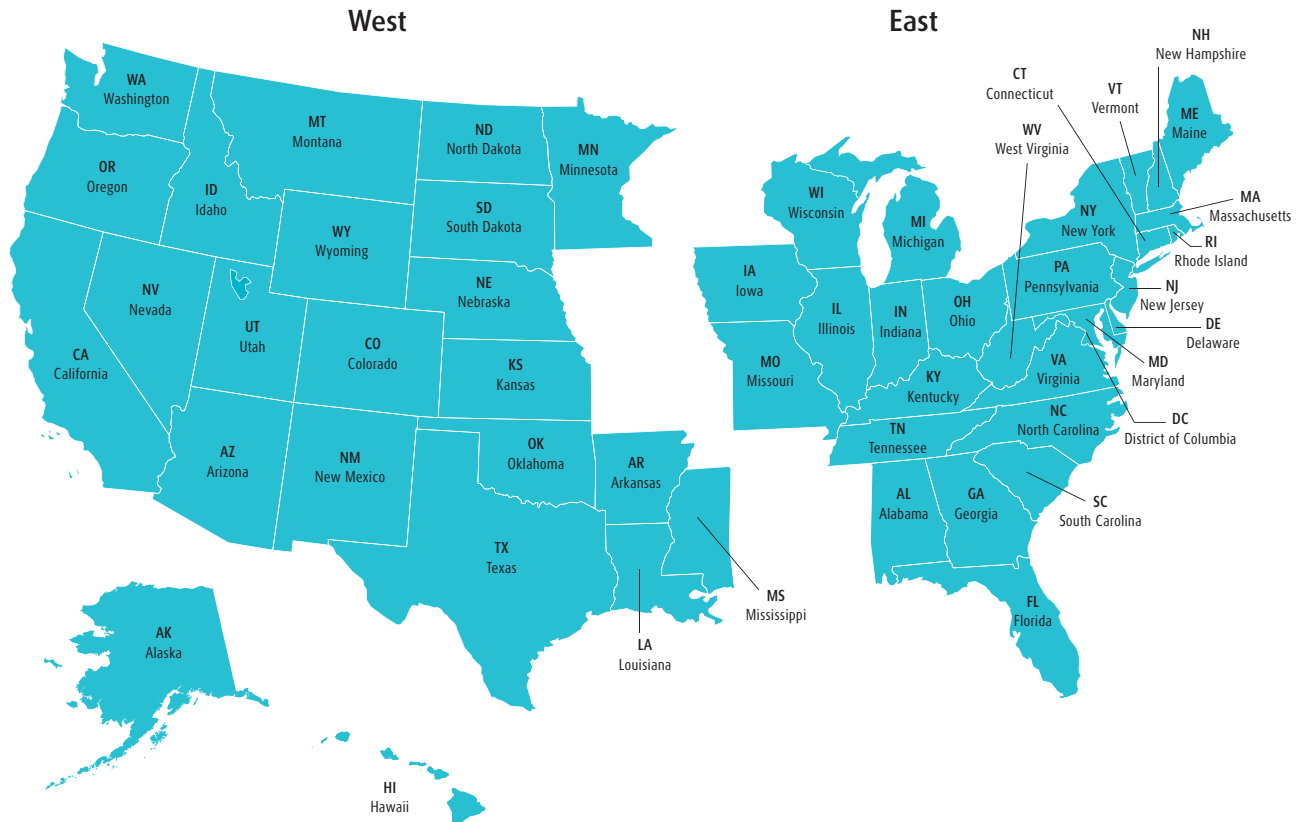 West
East
WA
Washington
OR
Oregon
ID
Idaho
MT
Montana
ND
North Dakota
MN
Minnesota
SD
South Dakota
WY
Wyoming
NE
Nebraska
NV
Nevada
UT
Utah
CO
Colorado
KS
Kansas
CA
California
AZ
Arizona
NM
New Mexico
OK
Oklahoma
AR
Arkansas
TX
Texas
MS
Mississippi
LA
Louisiana
AK
Alaska
HI
Hawaii
NH
New Hampshire
CT
Connecticut
VT
Vermont
ME
Maine
WV
West Virginia
WI
Wisconsin
MI
Michigan
NY
New York
MA
Massachusetts
RI
Rhode Island
IA
Iowa
PA
Pennsylvania
NJ
New Jersey
IL
Illinois
IN
Indiana
OH
Ohio
DE
Delaware
MO
Missouri
KY
Kentucky
VA
Virginia
MD
Maryland
TN
Tennessee
NC
North Carolina
DC
District of Columbia
AL
Alabama
GA
Georgia
SC
South Carolina
FL
Florida